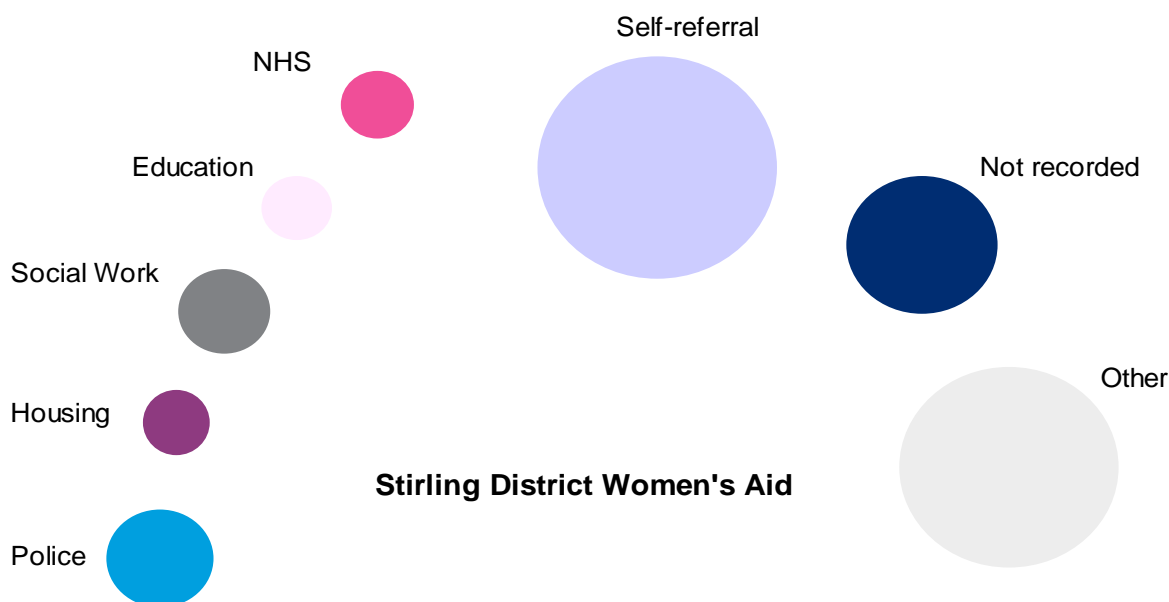 Self-referral
NHS
Education
Not recorded
Social Work
Other
Housing
Stirling District Women's Aid
Police